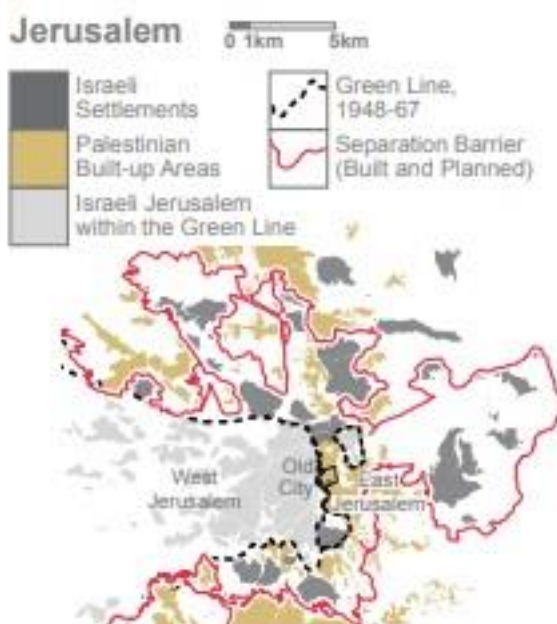 Jerusalem
0 1km 5km
Israeli
Settlements
Palestinian
Built-up Areas
Israeli Jerusalem
within the Green Line
Green Line,
1948-67
Separation Barrier
(Built and Planned)
West
Jerusalem
Old
City
East
Jerusalem